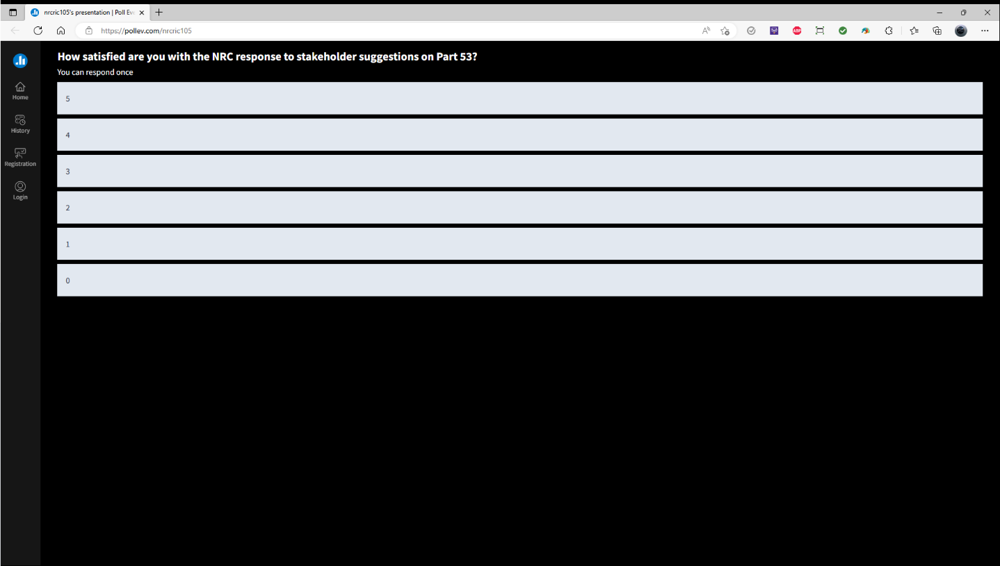 nrcric105's presentation | Poll Eve
https://pollev.com/nrcric105
ABP
How satisfied are you with the NRC response to stakeholder suggestions on Part 53?
You can respond once
Home
History
Registration
Login
5
4
3
2
1
0